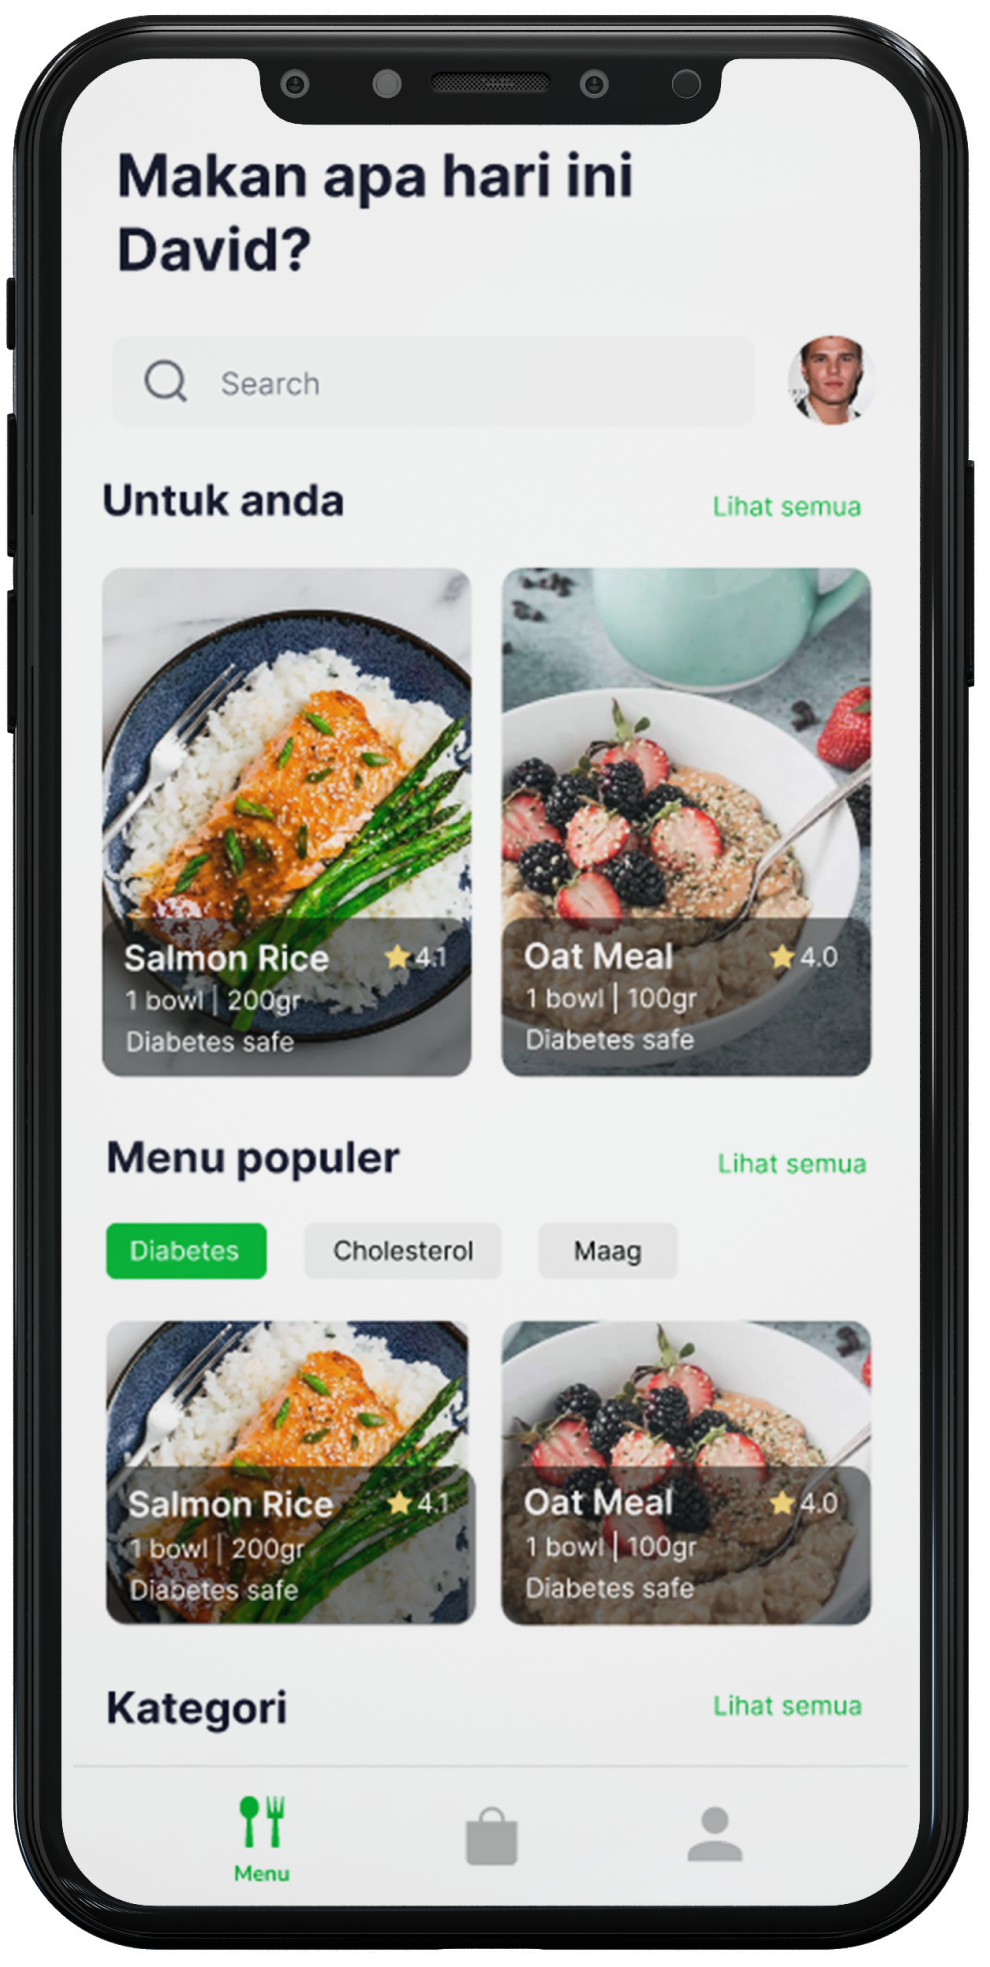 Makan apa hari ini
David?
Search
Untuk anda
Lihat semua
Salmon Rice
4.1
1 bowl | 200gr
Diabetes safe
Oat Meal
4.0
1 bowl | 100gr
Diabetes safe
Menu populer
Lihat semua
Diabetes
Cholesterol
Maag
Salmon Rice
4.1
1 bowl | 200gr
Diabetes safe
Oat Meal
4.0
1 bowl | 100gr
Diabetes safe
Kategori
Lihat semua
Menu